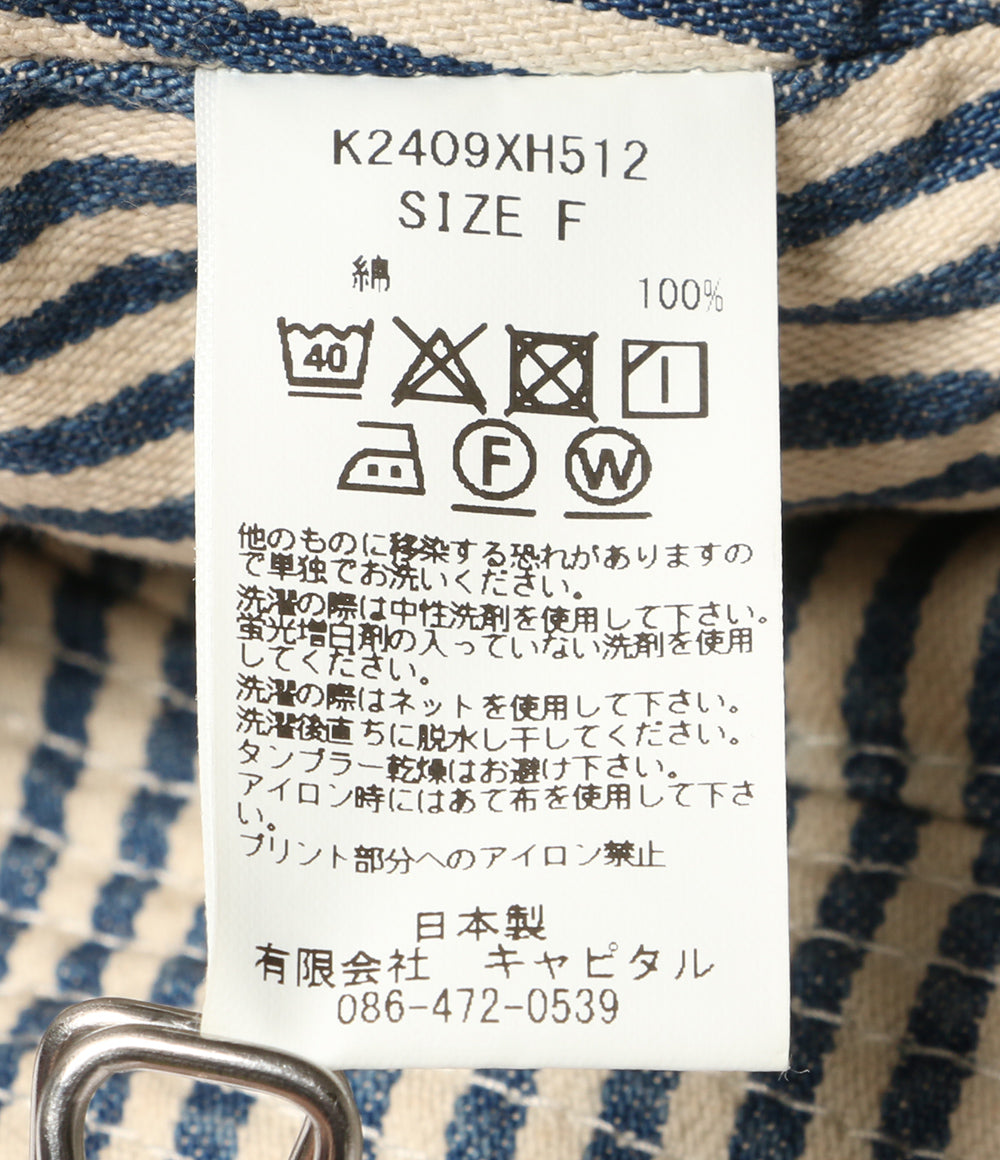 K2409XH512
SIZE F
綿 100%
40
F W
他のものに移染する恐れがありますの
で単独でお洗いください。
洗濯の際は中性洗剤を使用して下さい。
蛍光増白剤の入っていない洗剤を使用
してください。
洗濯の際はネットを使用して下さい。
洗濯後直ちに脱水し干してください。
タンブラー乾燥はお避け下さい。
アイロン時にはあて布を使用して下さ
い。
プリント部分へのアイロン禁止
日本製
有限会社 キャピタル
086-472-0539